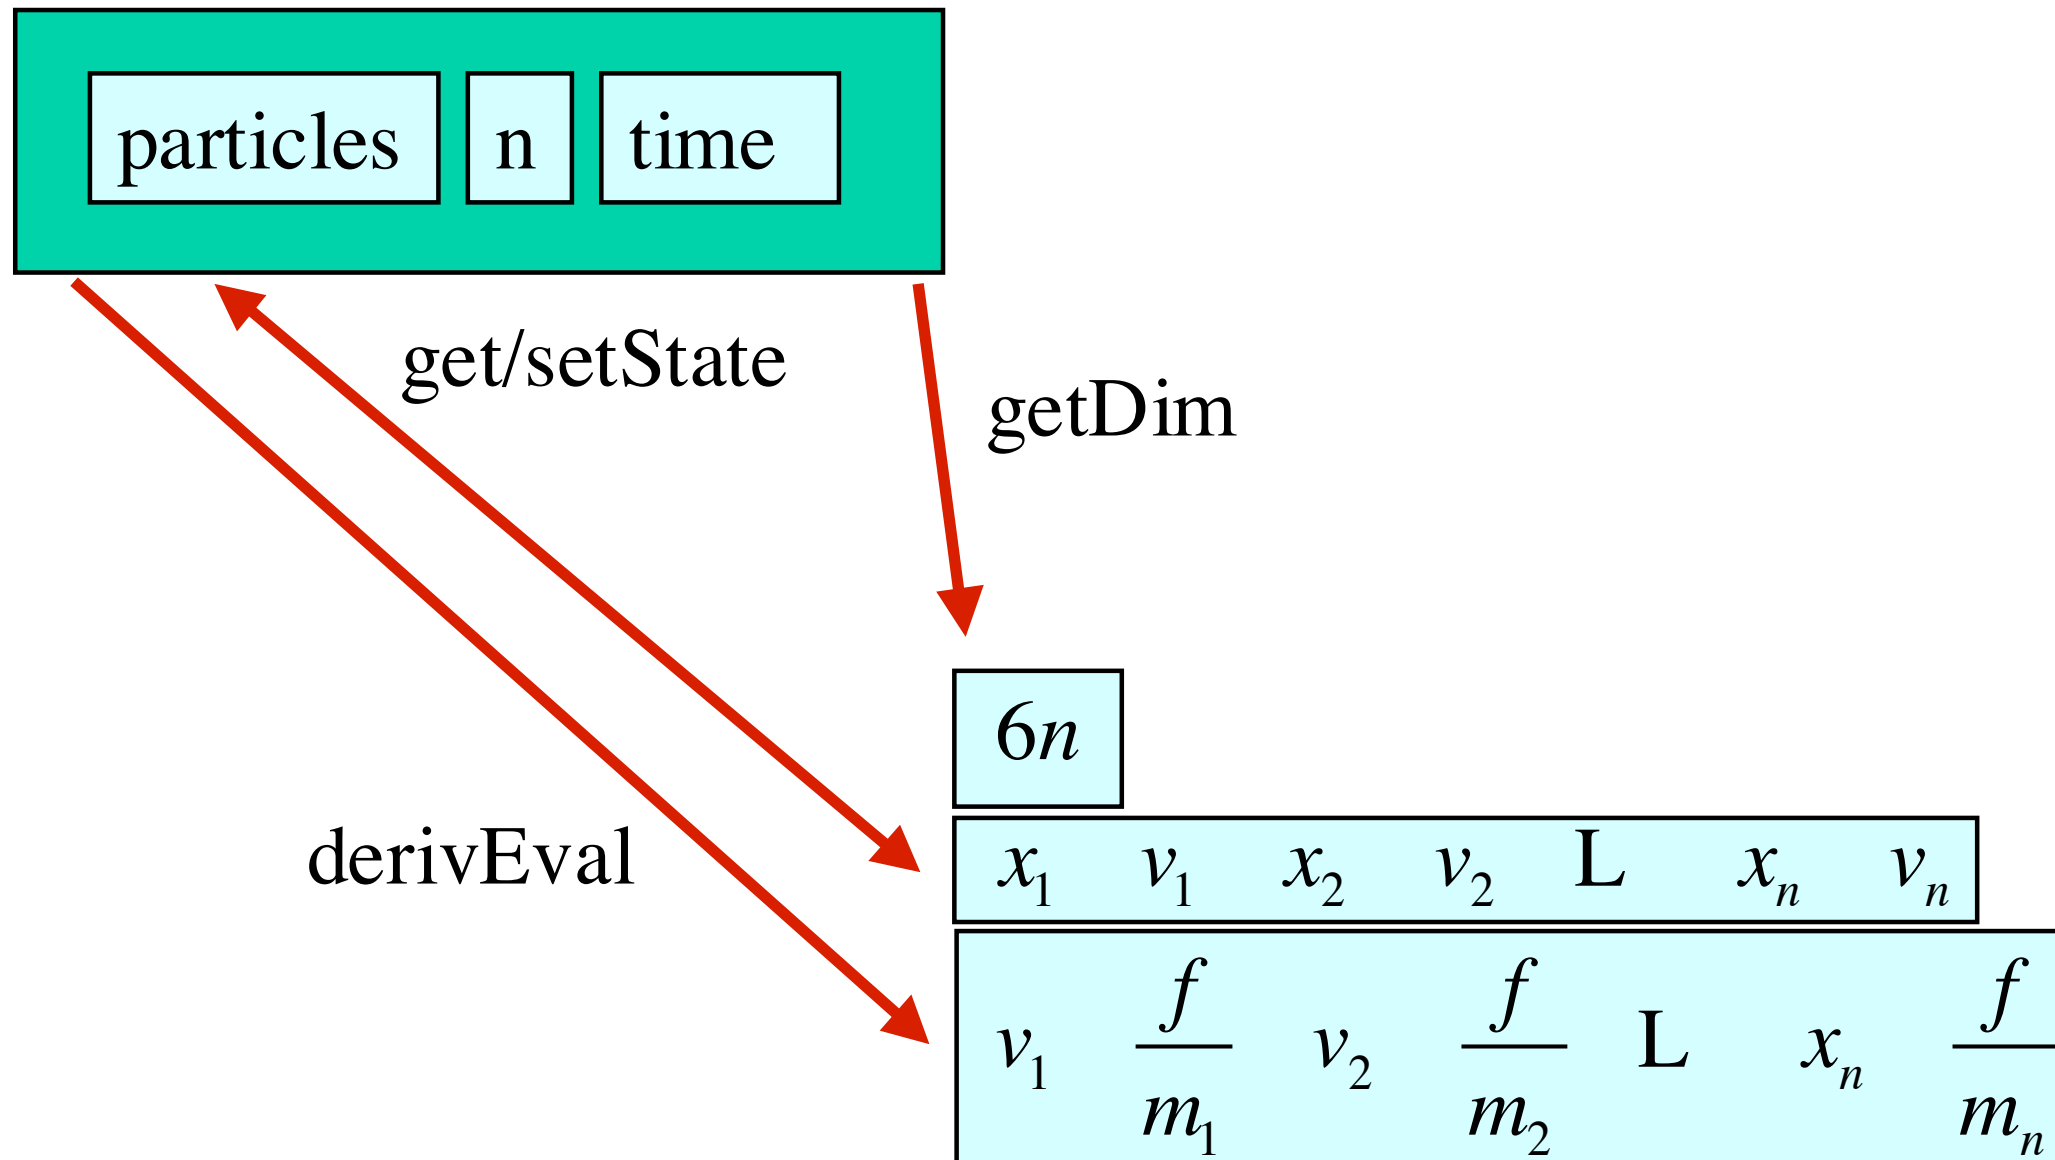 particles n time
get/setState
getDim
6n
derivEval
x₁ v₁ x₂ v₂ L xₙ vₙ
v₁ f/m₁ v₂ f/m₂ L xₙ f/mₙ